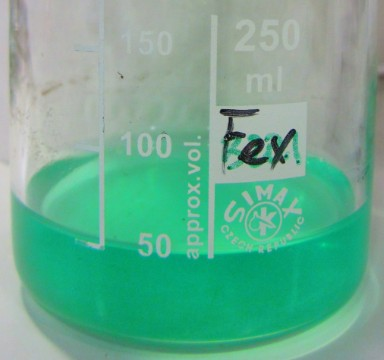 150
250
ml
Fex.
100
approx.vol.
SIMAX
CZECH REPUBLIC
50